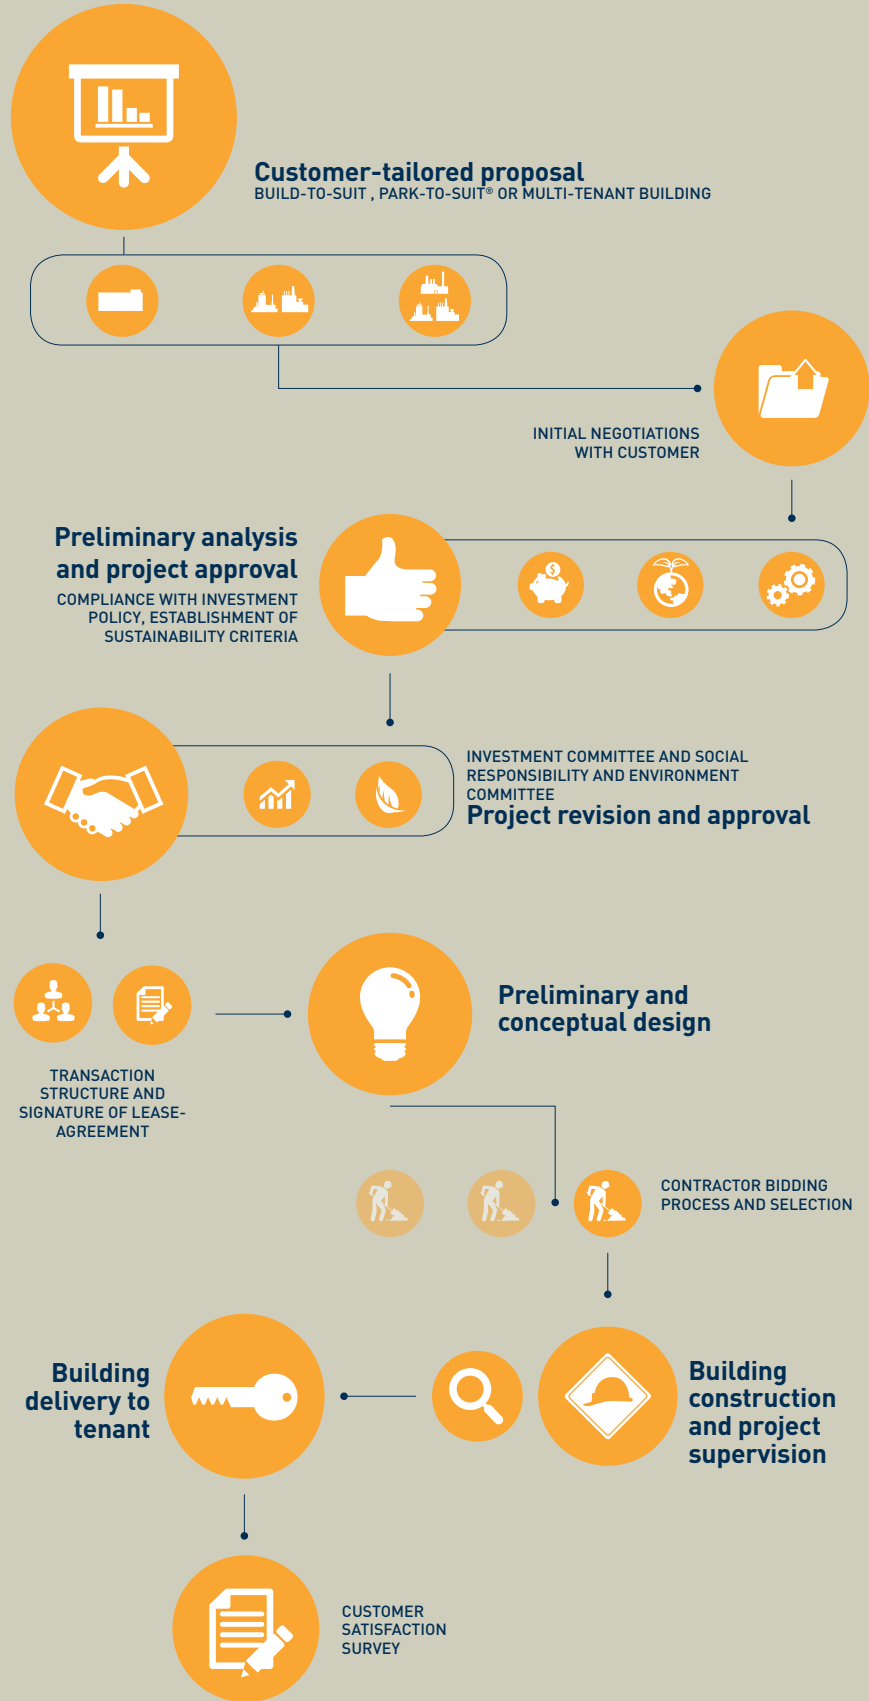 Customer-tailored proposal
BUILD-TO-SUIT , PARK-TO-SUIT® OR MULTI-TENANT BUILDING
INITIAL NEGOTIATIONS
WITH CUSTOMER
Preliminary analysis
and project approval
COMPLIANCE WITH INVESTMENT
POLICY, ESTABLISHMENT OF
SUSTAINABILITY CRITERIA
$
INVESTMENT COMMITTEE AND SOCIAL
RESPONSIBILITY AND ENVIRONMENT
COMMITTEE
Project revision and approval
TRANSACTION
STRUCTURE AND
SIGNATURE OF LEASE-
AGREEMENT
Preliminary and
conceptual design
CONTRACTOR BIDDING
PROCESS AND SELECTION
Building
construction
and project
supervision
Building
delivery to
tenant
CUSTOMER
SATISFACTION
SURVEY